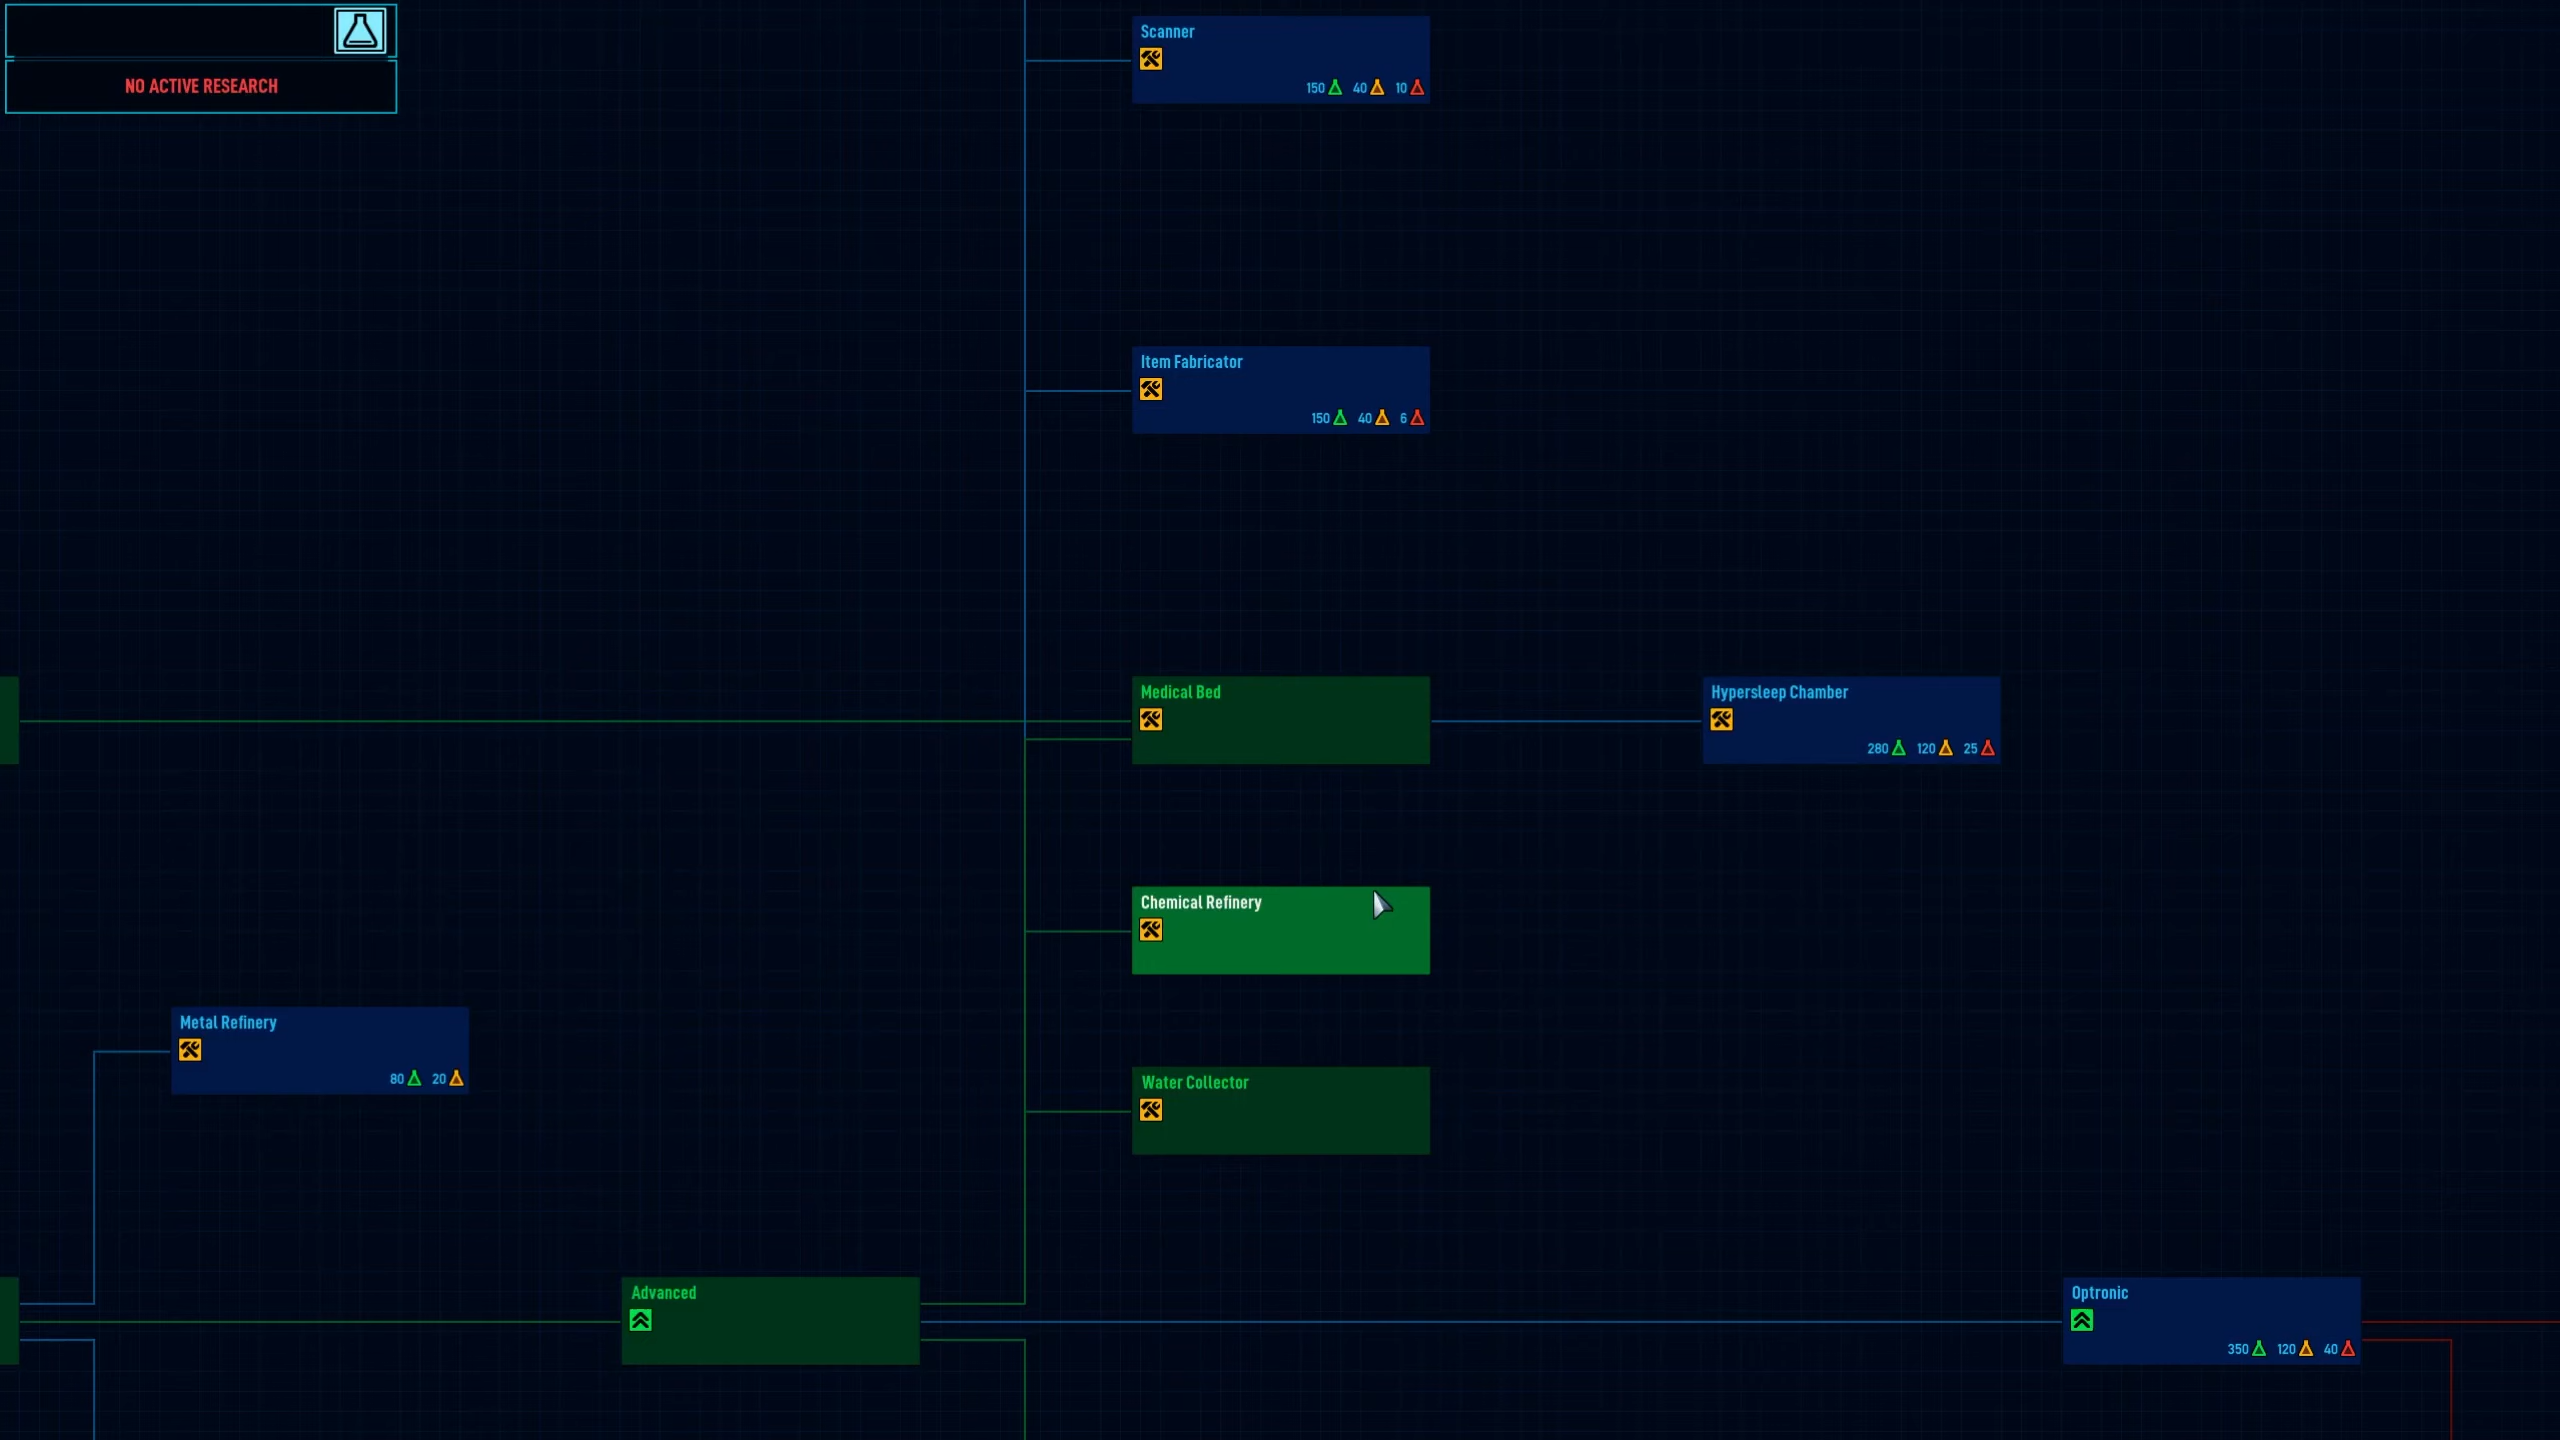 NO ACTIVE RESEARCH
Scanner
150 40 10
Item Fabricator
150 40 6
Medical Bed
Hypersleep Chamber
280 120 25
Chemical Refinery
Metal Refinery
80 20
Water Collector
Advanced
Optronic
350 120 40